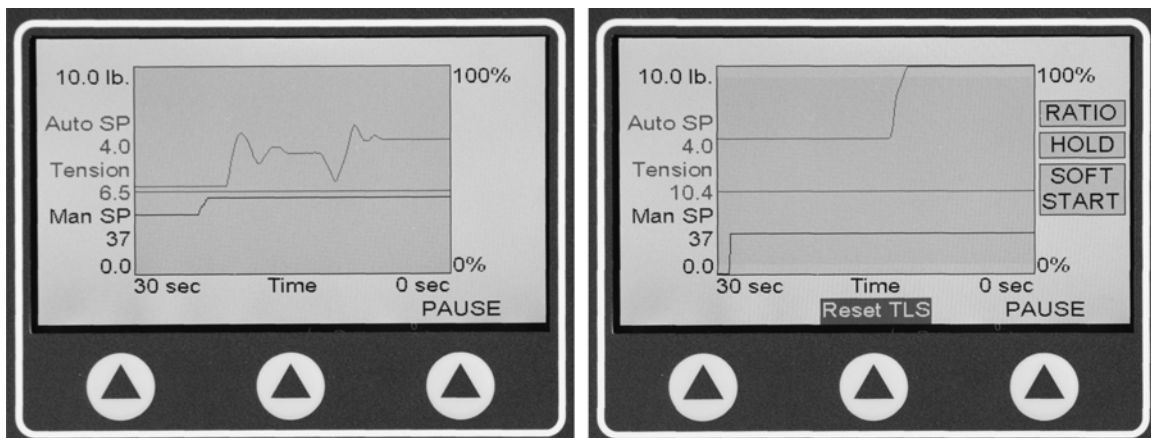 10.0 lb.
100%
Auto SP
4.0
Tension
6.5
Man SP
37
0.0
0%
30 sec
Time
0 sec
PAUSE
10.0 lb.
100%
RATIO
Auto SP
4.0
HOLD
Tension
10.4
SOFT
START
Man SP
37
0.0
0%
30 sec
Time
0 sec
Reset TLS
PAUSE